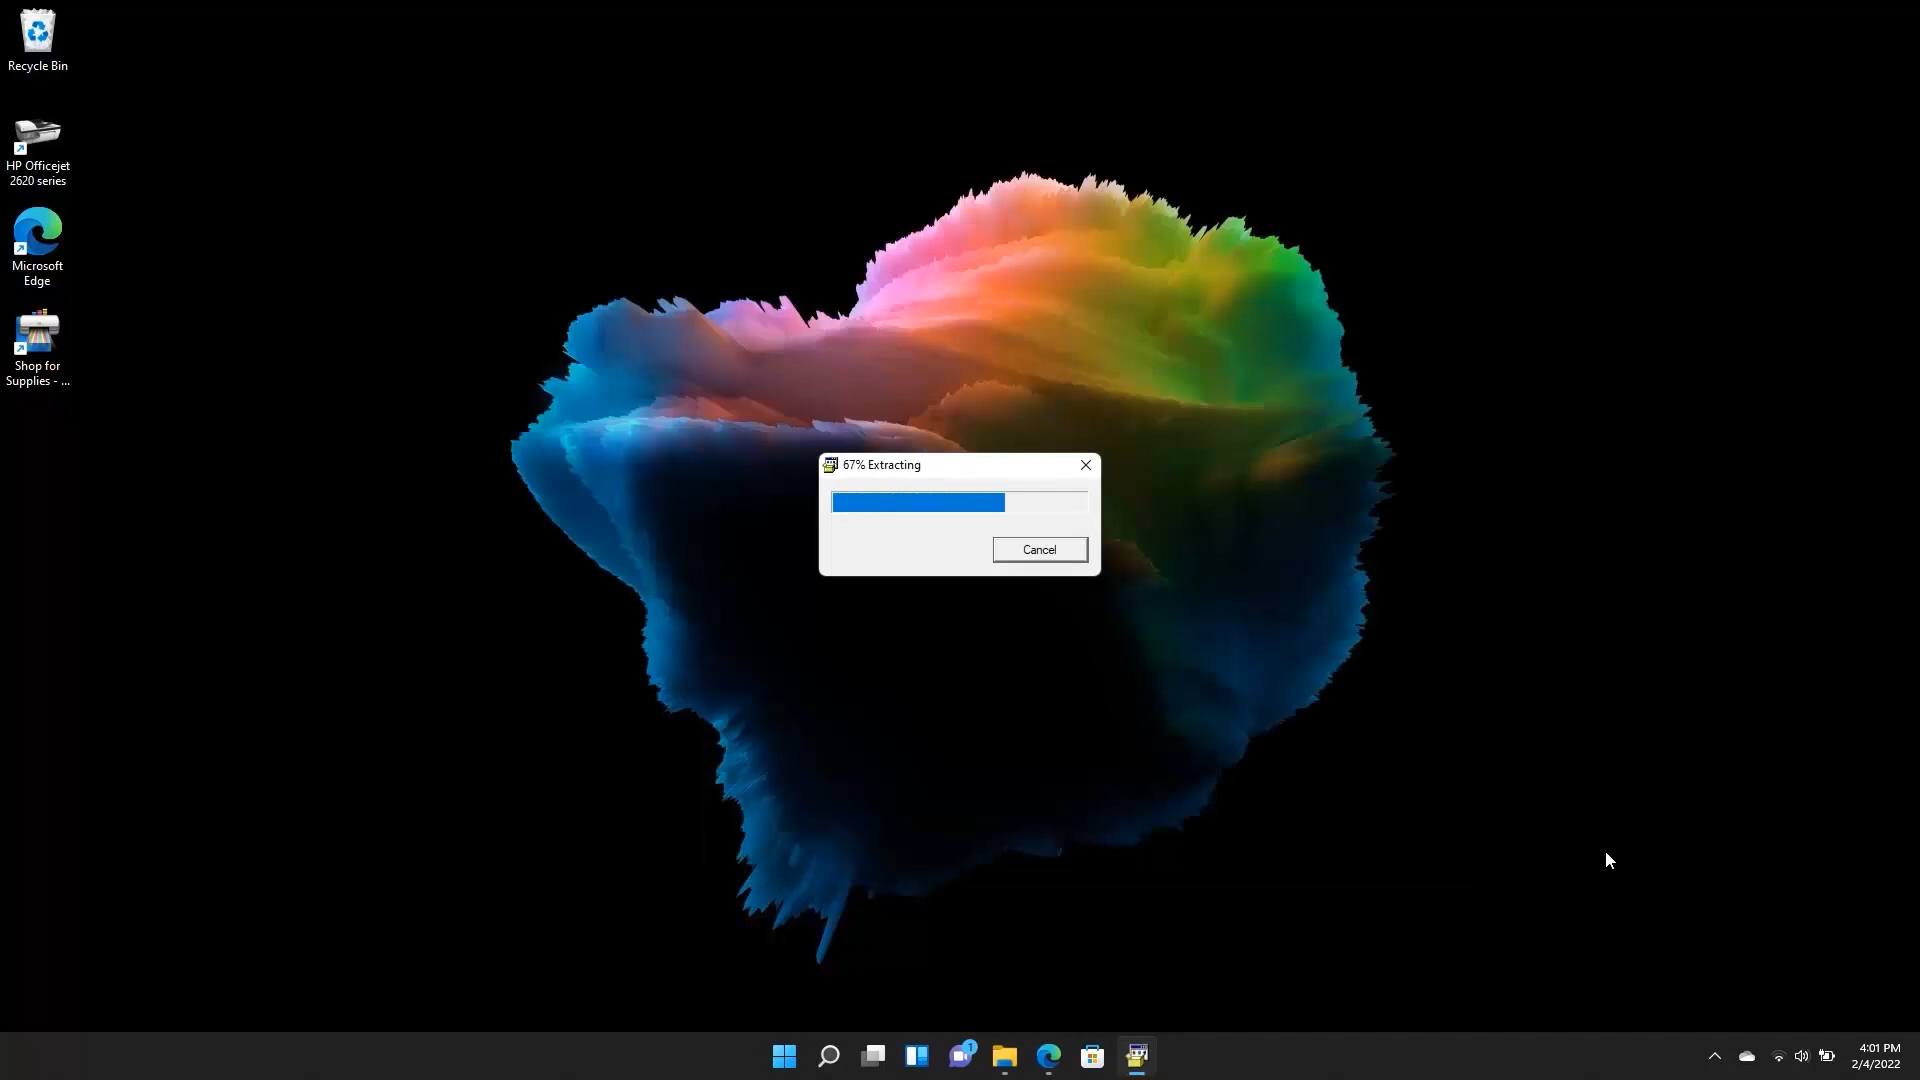 Recycle Bin
HP Officejet
2620 series
Microsoft
Edge
Shop for
Supplies - ...
67% Extracting
Cancel
1
4:01 PM
2/4/2022